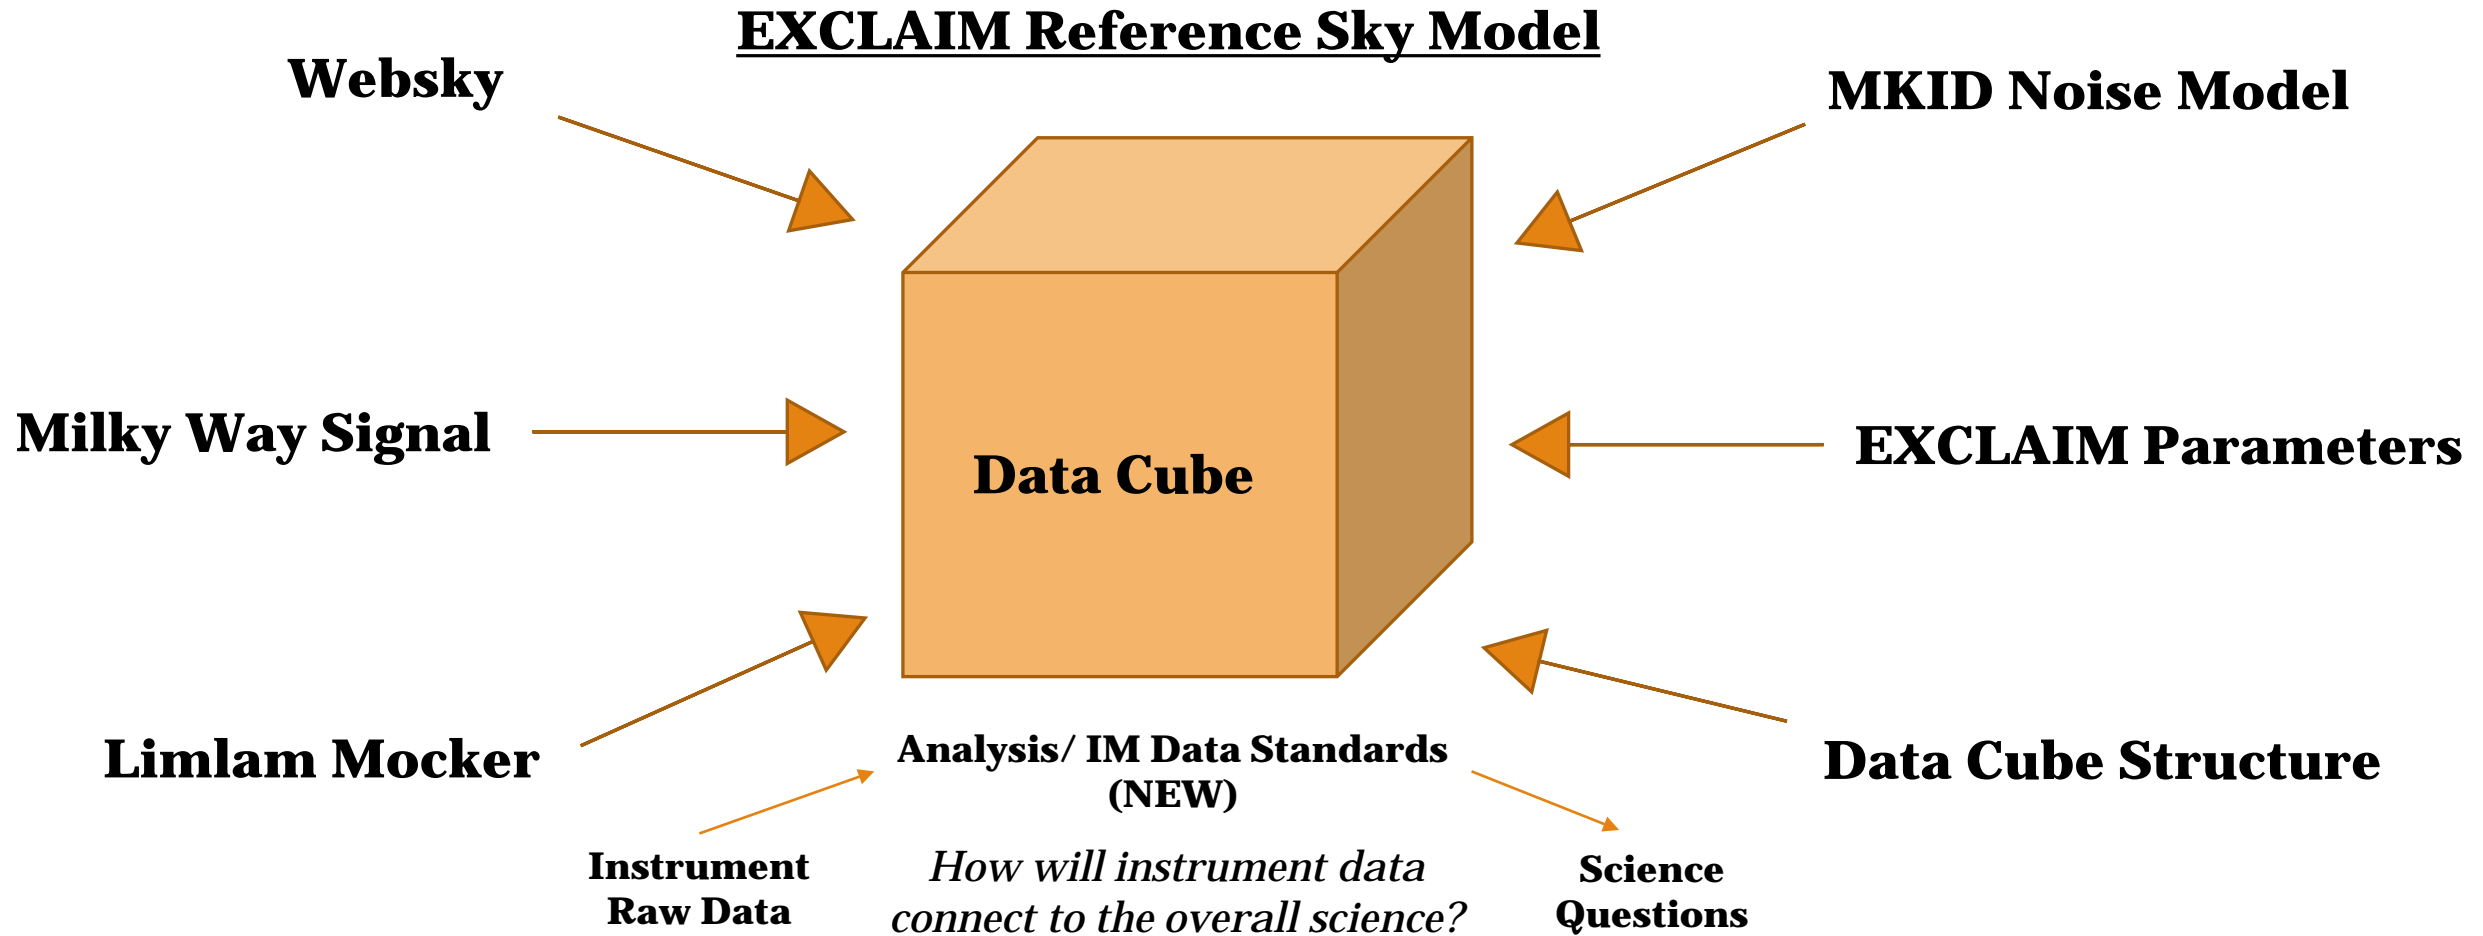 EXCLAIM Reference Sky Model
Websky
MKID Noise Model
Milky Way Signal
Data Cube
EXCLAIM Parameters
Limlam Mocker
Analysis/ IM Data Standards
(NEW)
Data Cube Structure
Instrument
Raw Data
How will instrument data
connect to the overall science?
Science
Questions